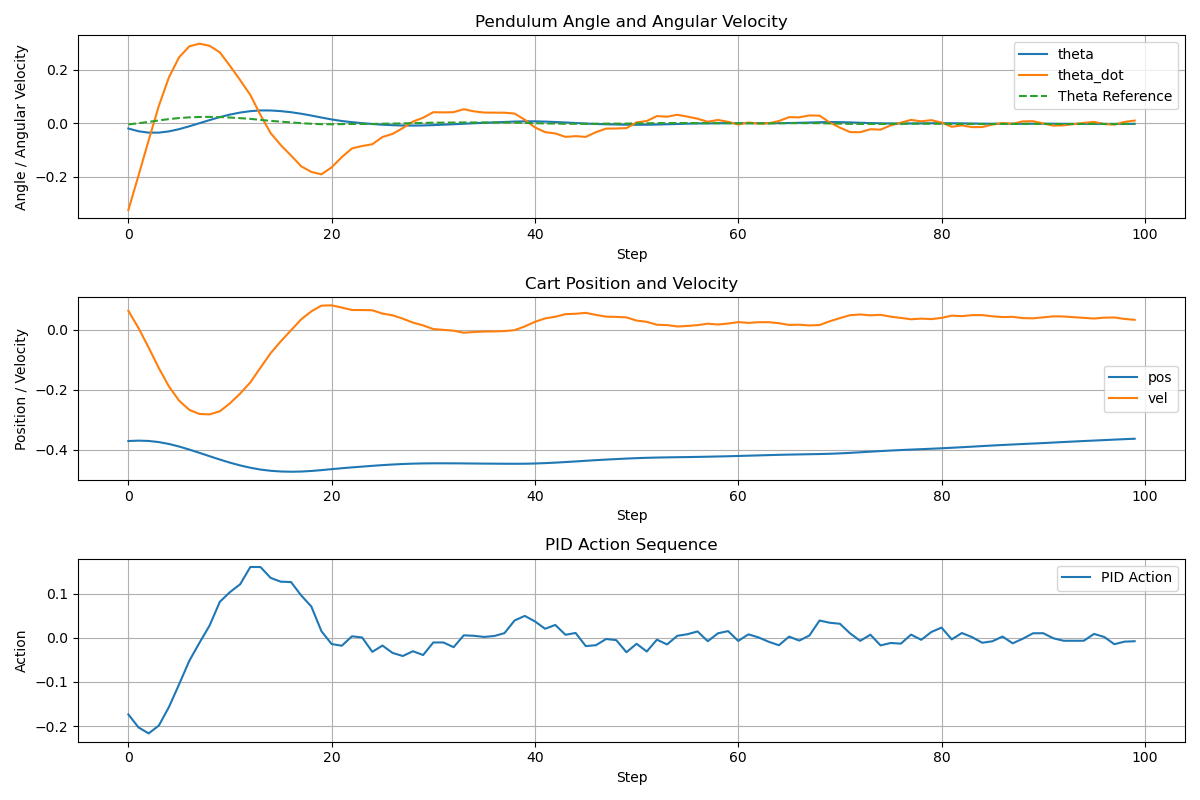 Pendulum Angle and Angular Velocity
Angle / Angular Velocity
0.2
0.0
−0.2
theta
theta_dot
Theta Reference
0 20 40 60 80 100
Step
Cart Position and Velocity
Position / Velocity
0.0
−0.2
−0.4
pos
vel
0 20 40 60 80 100
Step
PID Action Sequence
Action
0.1
0.0
−0.1
−0.2
PID Action
0 20 40 60 80 100
Step